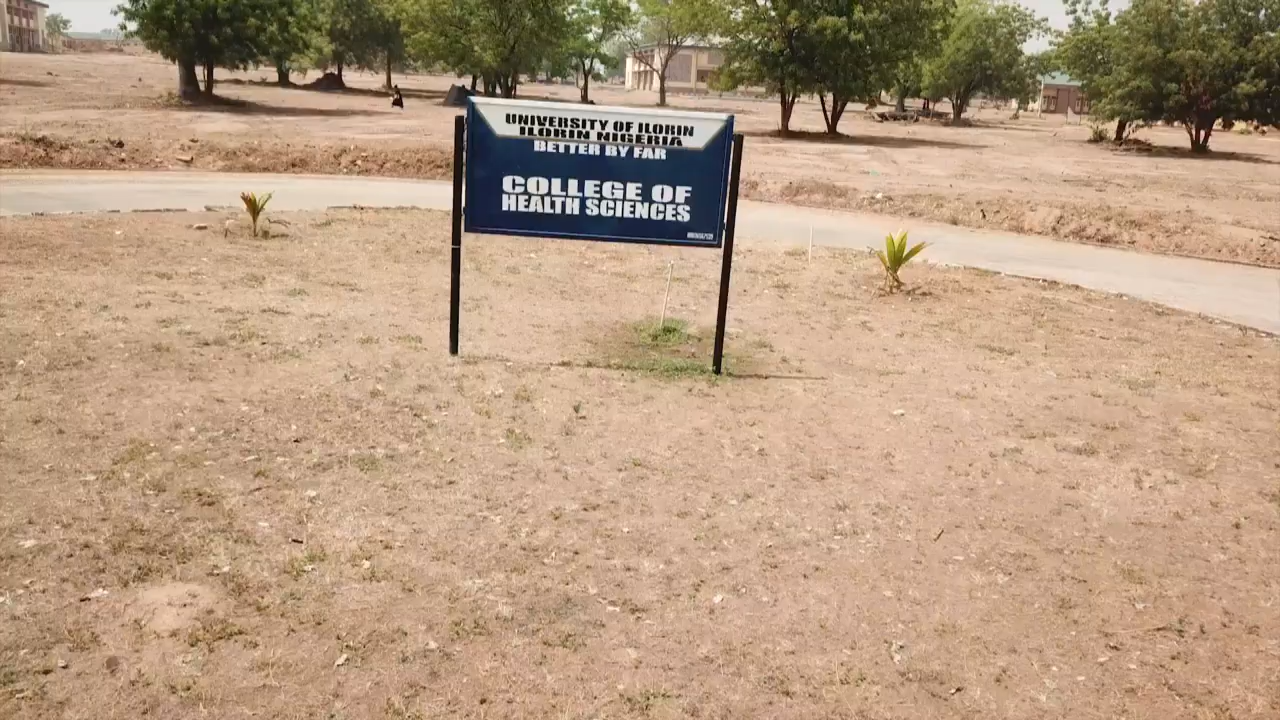 UNIVERSITY OF ILORIN
ILORIN NIGERIA
BETTER BY FAR
COLLEGE OF
HEALTH SCIENCES